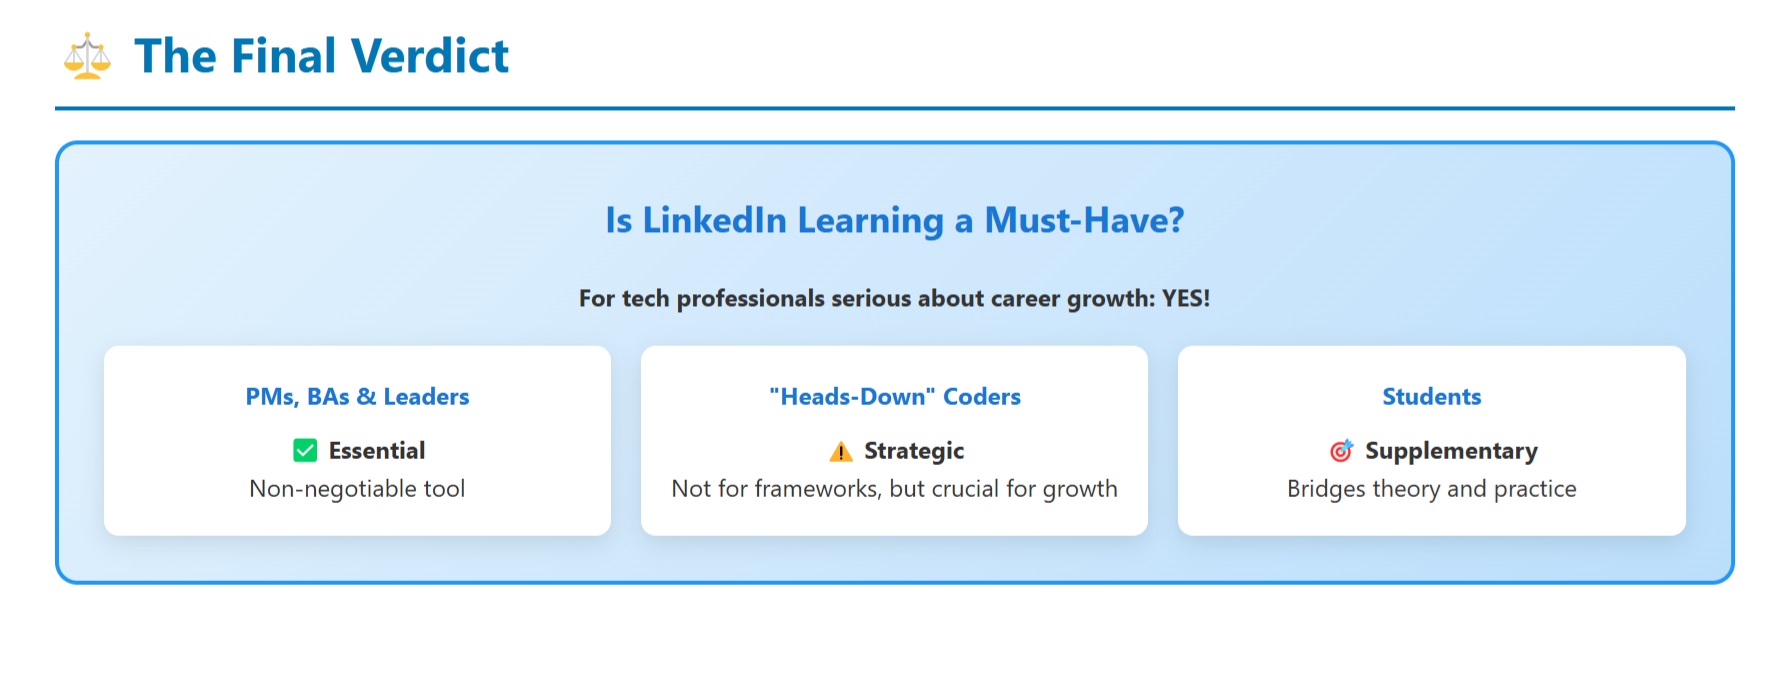 The Final Verdict
Is LinkedIn Learning a Must-Have?
For tech professionals serious about career growth: YES!
PMs, BAs & Leaders
Essential
Non-negotiable tool
"Heads-Down" Coders
Strategic
Not for frameworks, but crucial for growth
Students
Supplementary
Bridges theory and practice